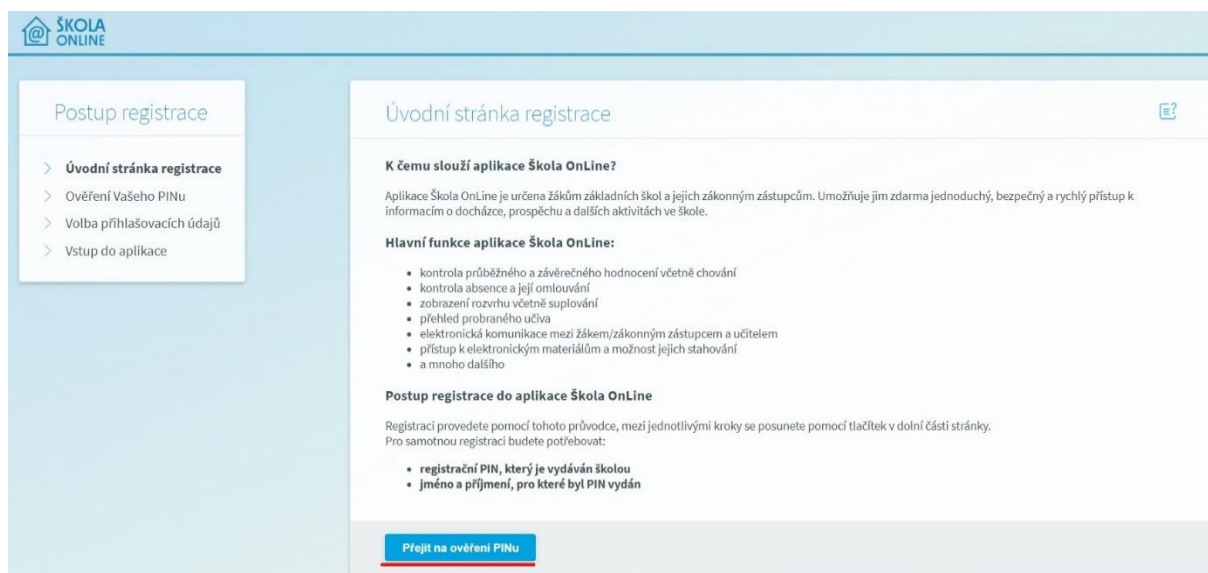 ŠKOLA
ONLINE
Postup registrace
Úvodní stránka registrace
Ověření Vašeho PINu
Volba přihlašovacích údajů
Vstup do aplikace
Úvodní stránka registrace
K čemu slouží aplikace Škola OnLine?
Aplikace Škola OnLine je určena žákům základních škol a jejich zákonným zástupcům. Umožňuje jim zdarma jednoduchý, bezpečný a rychlý přístup k
informacím o docházce, prospěchu a dalších aktivitách ve škole.
Hlavní funkce aplikace Škola OnLine:
• kontrola průběžného a závěrečného hodnocení včetně chování
• kontrola absence a její omlouvání
• zobrazení rozvrhu včetně suplování
• přehled probraného učiva
• elektronická komunikace mezi žákem/zákonným zástupcem a učitelem
• přístup k elektronickým materiálům a možnost jejich stahování
• a mnoho dalšího
Postup registrace do aplikace Škola OnLine
Registraci provedete pomocí tohoto průvodce, mezi jednotlivými kroky se posunete pomocí tlačítek v dolní části stránky.
Pro samotnou registraci budete potřebovat:
• registrační PIN, který je vydáván školou
• jméno a příjmení, pro které byl PIN vydán
Přejít na ověření PINu